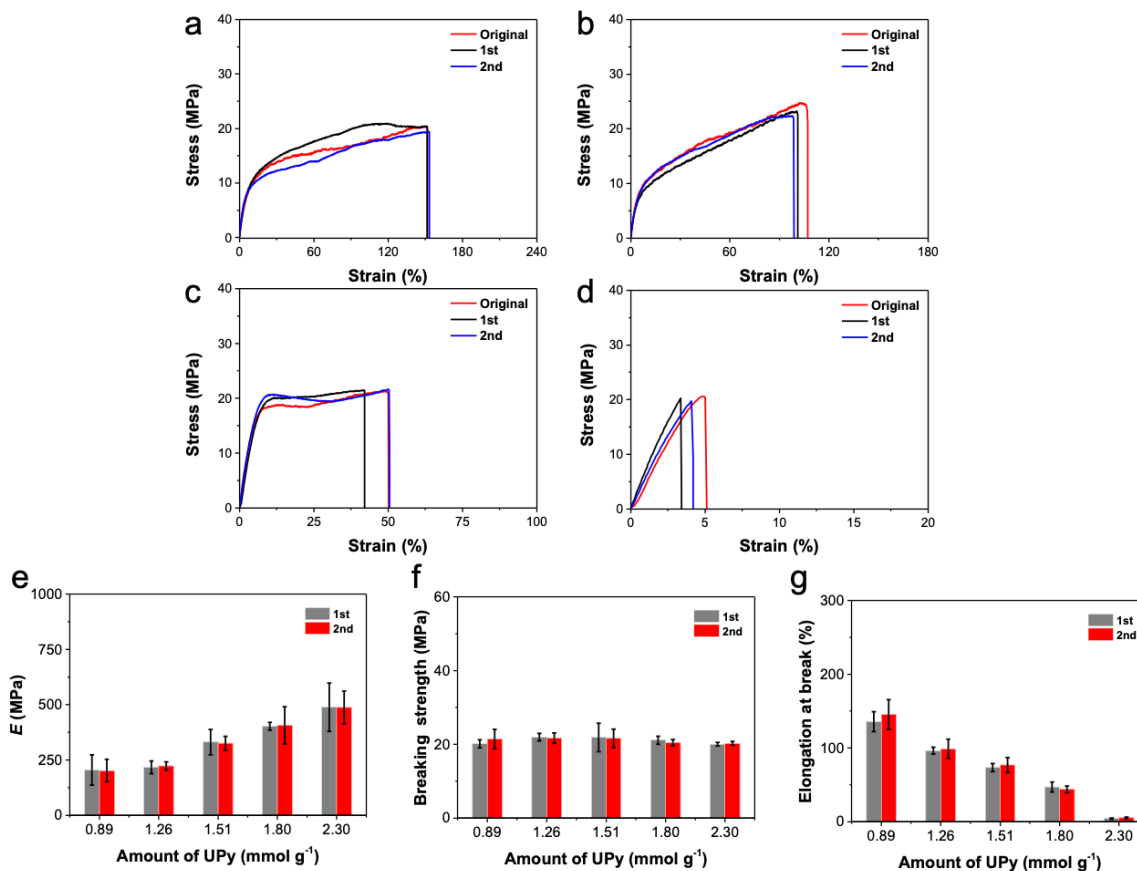 a
Original
1st
2nd
Stress (MPa)
40
30
20
10
0
0 60 120 180 240
Strain (%)
b
Original
1st
2nd
Stress (MPa)
40
30
20
10
0
0 60 120 180
Strain (%)
c
Original
1st
2nd
Stress (MPa)
40
30
20
10
0
0 25 50 75 100
Strain (%)
d
Original
1st
2nd
Stress (MPa)
40
30
20
10
0
0 5 10 15 20
Strain (%)
e
1st
2nd
E (MPa)
1000
750
500
250
0
0.89 1.26 1.51 1.80 2.30
Amount of UPy (mmol g⁻¹)
f
1st
2nd
Breaking strength (MPa)
60
40
20
0
0.89 1.26 1.51 1.80 2.30
Amount of UPy (mmol g⁻¹)
g
1st
2nd
Elongation at break (%)
300
200
100
0
0.89 1.26 1.51 1.80 2.30
Amount of UPy (mmol g⁻¹)